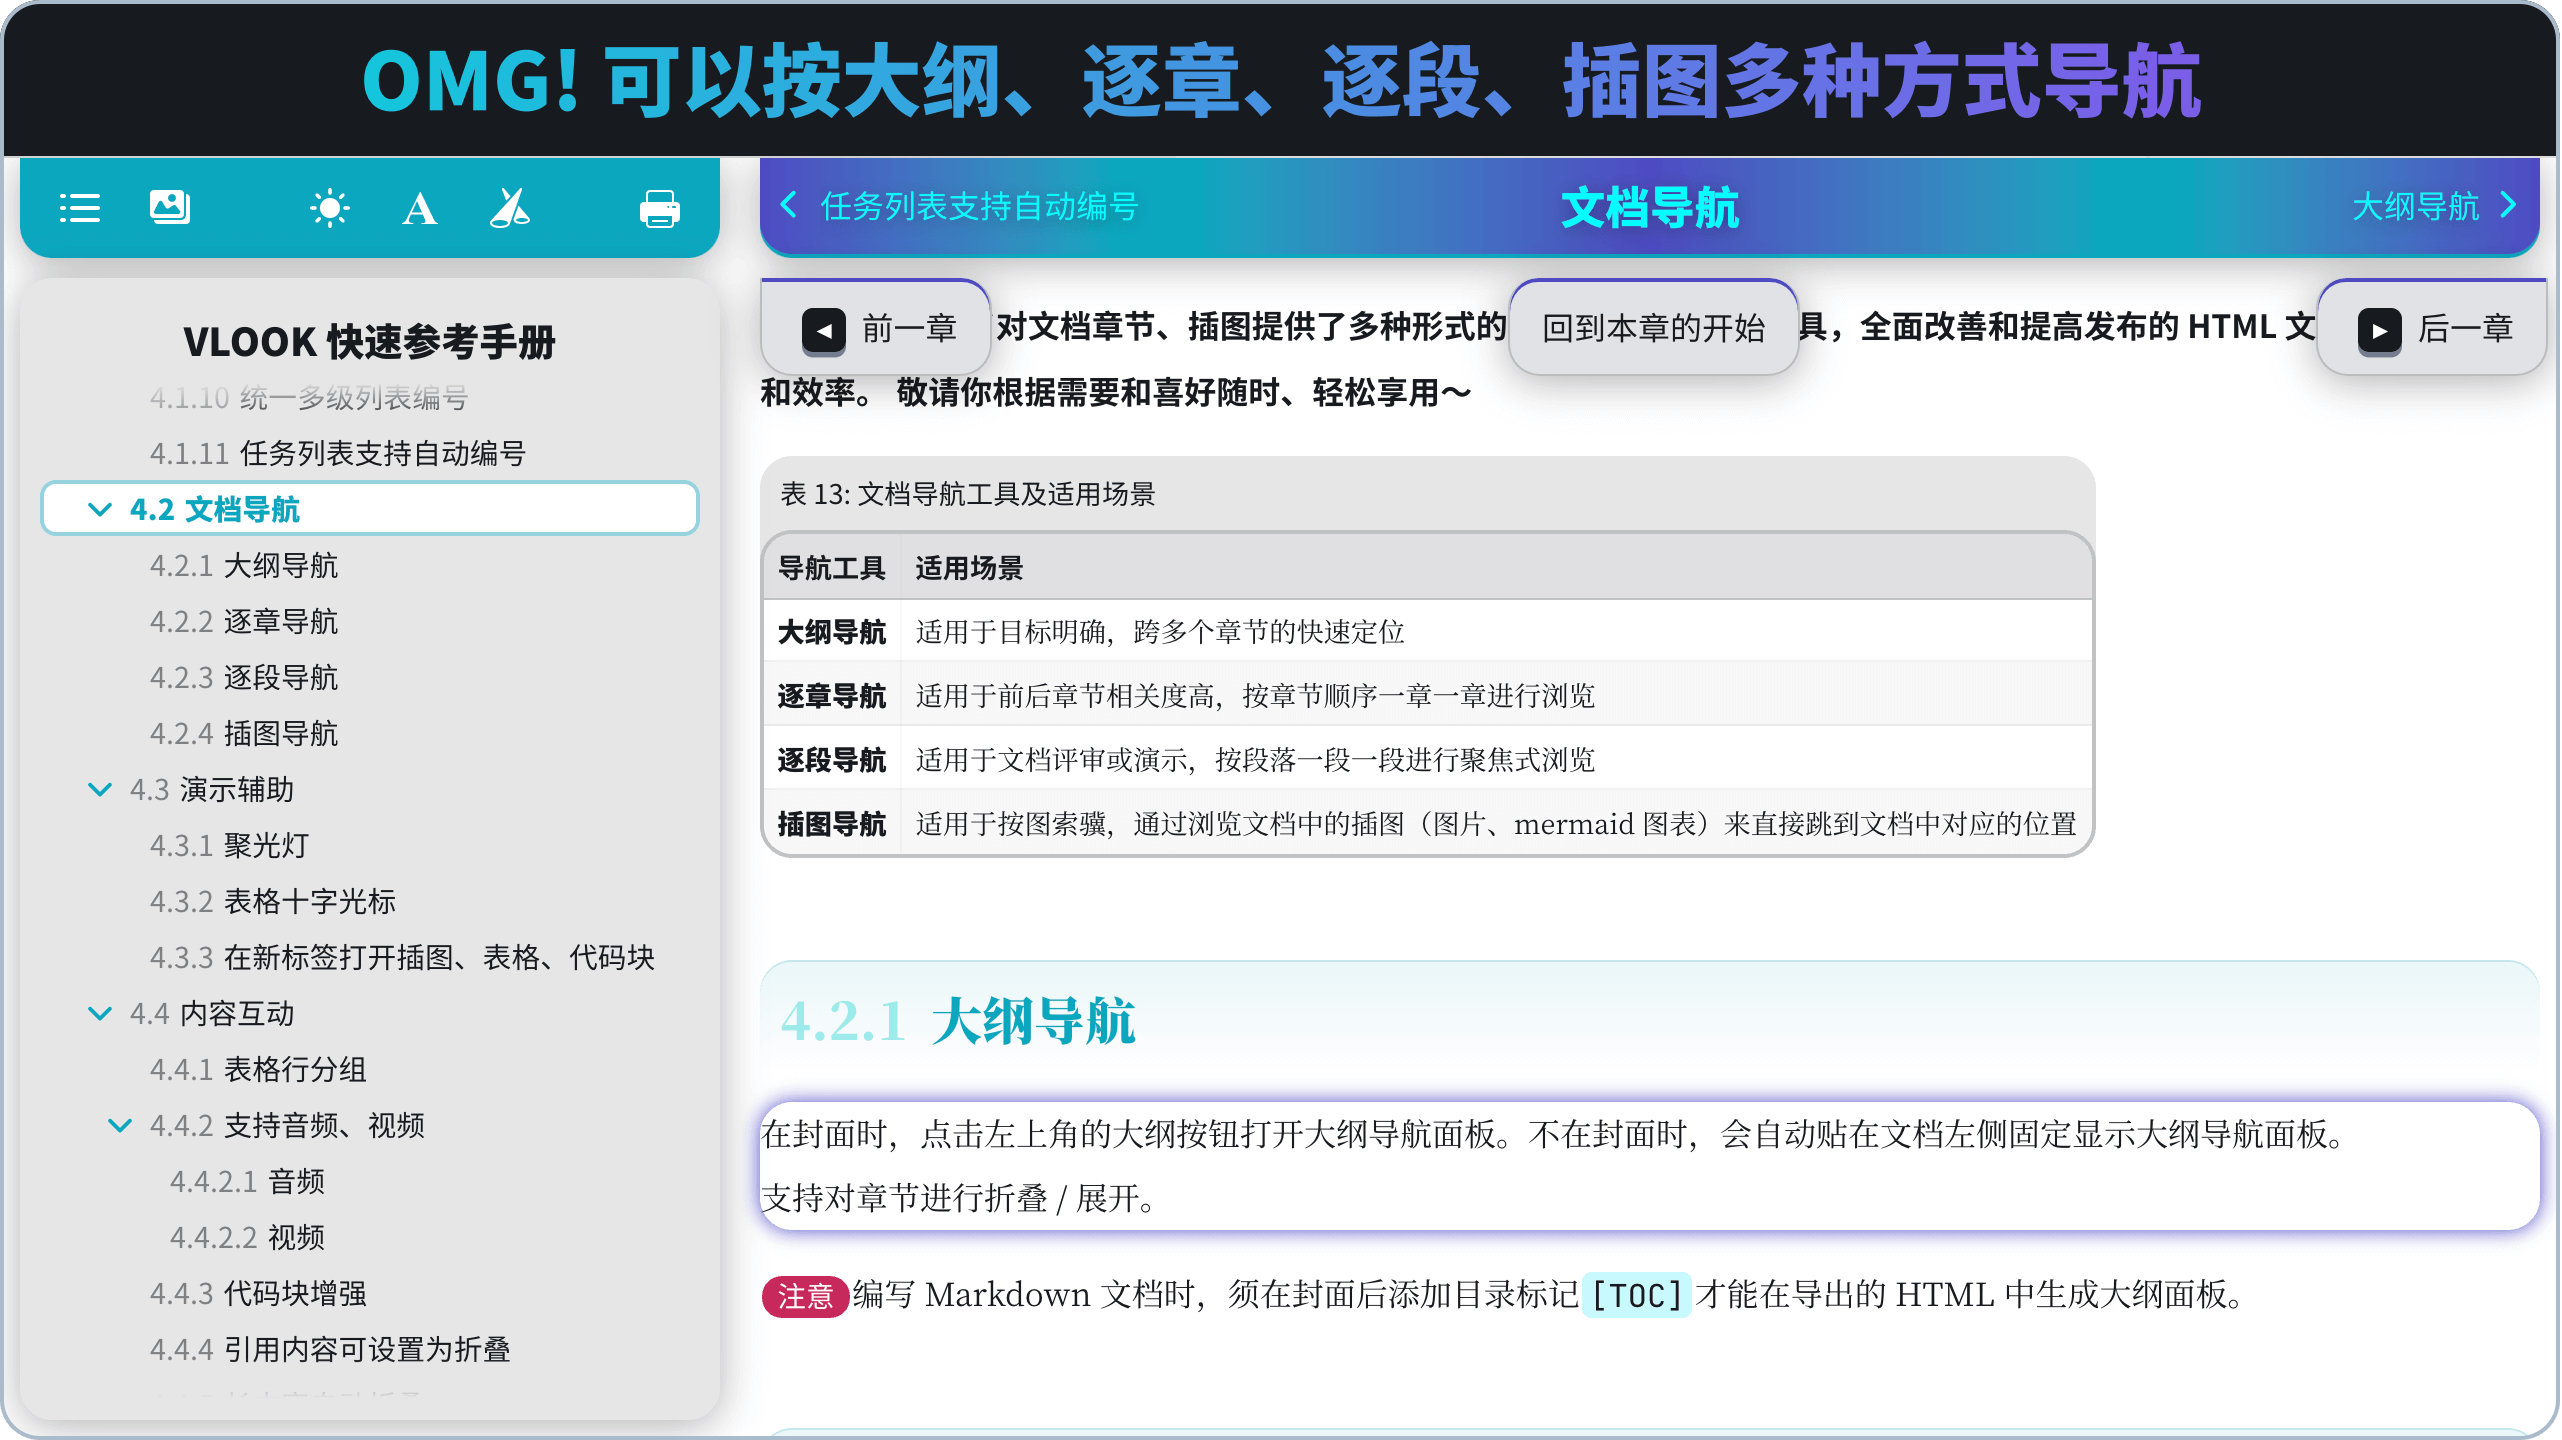 OMG! 可以按大纲、逐章、逐段、插图多种方式导航
A
任务列表支持自动编号
文档导航
大纲导航
VLOOK 快速参考手册
4.1.10 统一多级列表编号
4.1.11 任务列表支持自动编号
4.2 文档导航
4.2.1 大纲导航
4.2.2 逐章导航
4.2.3 逐段导航
4.2.4 插图导航
4.3 演示辅助
4.3.1 聚光灯
4.3.2 表格十字光标
4.3.3 在新标签打开插图、表格、代码块
4.4 内容互动
4.4.1 表格行分组
4.4.2 支持音频、视频
4.4.2.1 音频
4.4.2.2 视频
4.4.3 代码块增强
4.4.4 引用内容可设置为折叠
前一章
回到本章的开始
后一章
对文档章节、插图提供了多种形式的
具，全面改善和提高发布的 HTML 文
和效率。 敬请你根据需要和喜好随时、轻松享用～
表 13: 文档导航工具及适用场景
导航工具 适用场景
大纲导航 适用于目标明确，跨多个章节的快速定位
逐章导航 适用于前后章节相关度高，按章节顺序一章一章进行浏览
逐段导航 适用于文档评审或演示，按段落一段一段进行聚焦式浏览
插图导航 适用于按图索骥，通过浏览文档中的插图（图片、mermaid 图表）来直接跳到文档中对应的位置
4.2.1 大纲导航
在封面时，点击左上角的大纲按钮打开大纲导航面板。不在封面时，会自动贴在文档左侧固定显示大纲导航面板。
支持对章节进行折叠 / 展开。
注意 编写 Markdown 文档时，须在封面后添加目录标记 [TOC] 才能在导出的 HTML 中生成大纲面板。